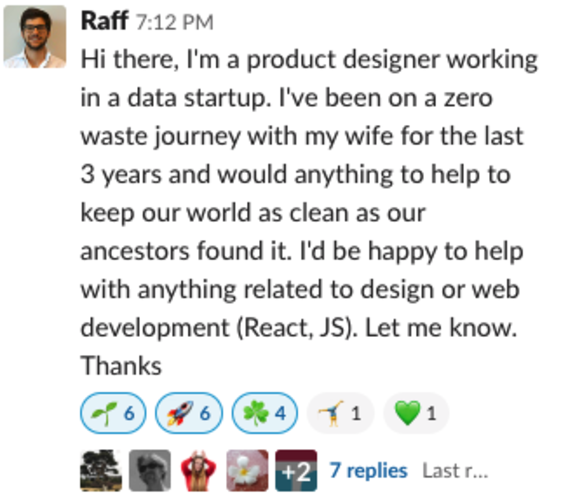 Raff 7:12 PM
Hi there, I'm a product designer working
in a data startup. I've been on a zero
waste journey with my wife for the last
3 years and would anything to help to
keep our world as clean as our
ancestors found it. I'd be happy to help
with anything related to design or web
development (React, JS). Let me know.
Thanks
6 6 4 1 1
+2 7 replies Last r...